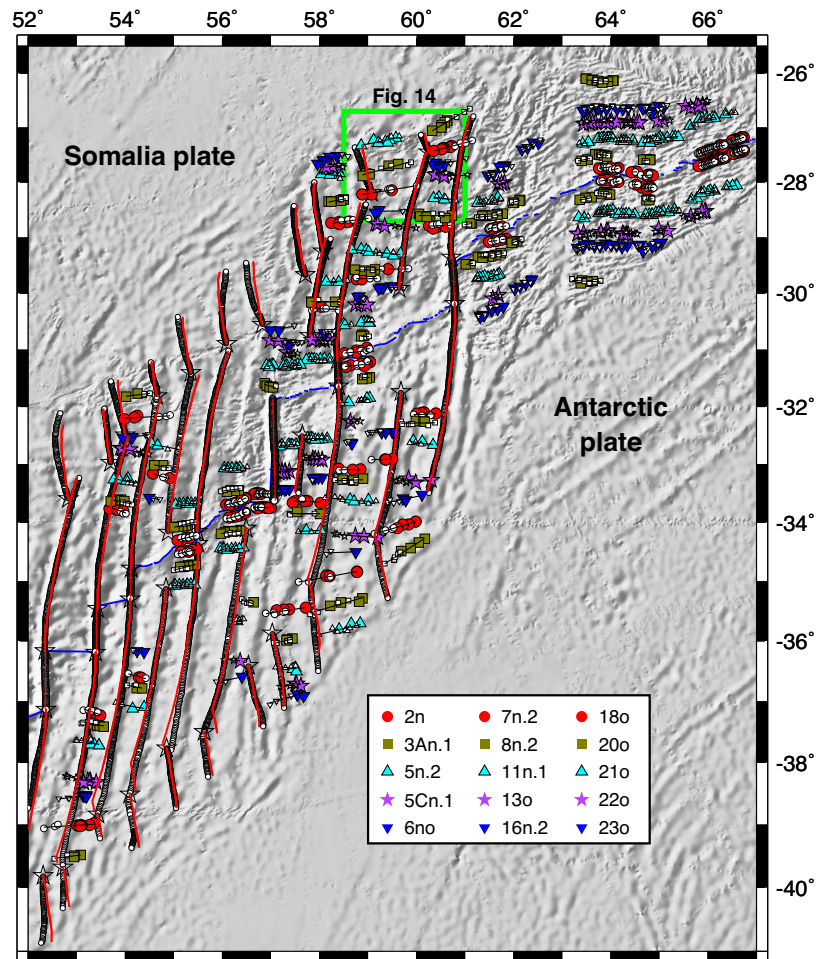 52° 54° 56° 58° 60° 62° 64° 66°
-26°
Fig. 14
Somalia plate
-28°
-30°
-32°
Antarctic
plate
-34°
-36°
2n 7n.2 18o
3An.1 8n.2 20o
5n.2 11n.1 21o
5Cn.1 13o 22o
6no 16n.2 23o
-38°
-40°